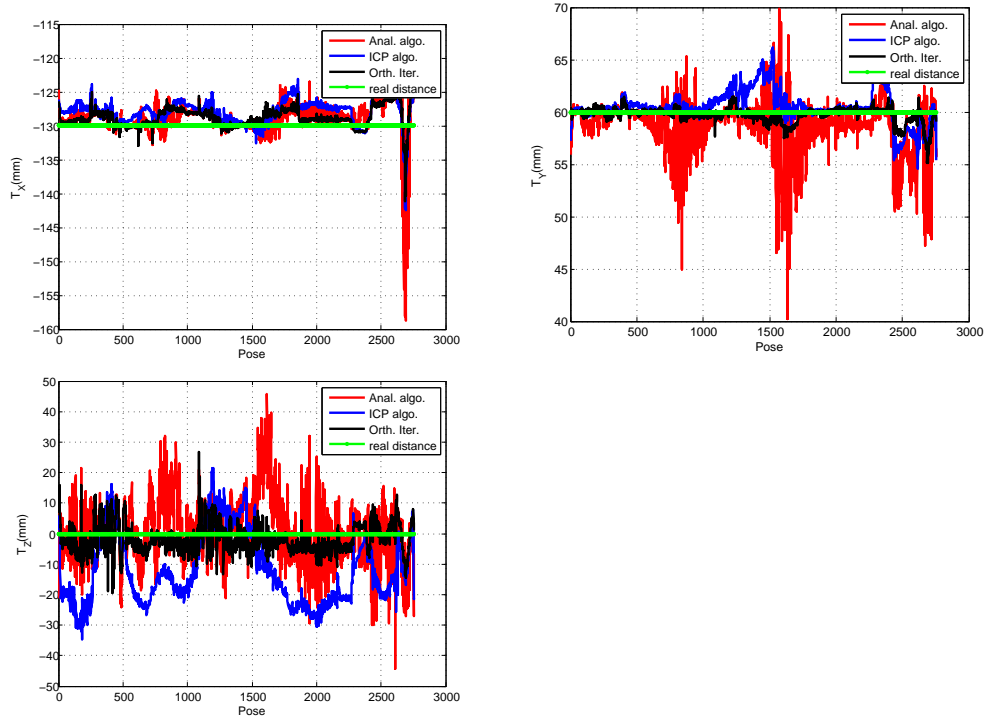 −115
−120
−125
−130
−135
−140
−145
−150
−155
−160
T_X(mm)
0 500 1000 1500 2000 2500 3000
Pose
Anal. algo.
ICP algo.
Orth. Iter.
real distance
70
65
60
55
50
45
40
T_Y(mm)
0 500 1000 1500 2000 2500 3000
Pose
Anal. algo.
ICP algo.
Orth. Iter.
real distance
50
40
30
20
10
0
−10
−20
−30
−40
−50
T_Z(mm)
0 500 1000 1500 2000 2500 3000
Pose
Anal. algo.
ICP algo.
Orth. Iter.
real distance